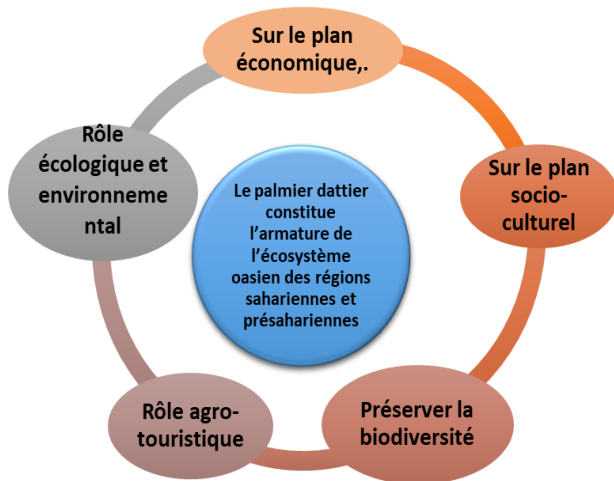 Sur le plan
économique,.
Rôle
écologique et
environneme
ntal
Sur le plan
socio-
culturel
Le palmier dattier
constitue
l’armature de
l’écosystème
oasien des régions
sahariennes et
présahariennes
Rôle agro-
touristique
Préserver la
biodiversité